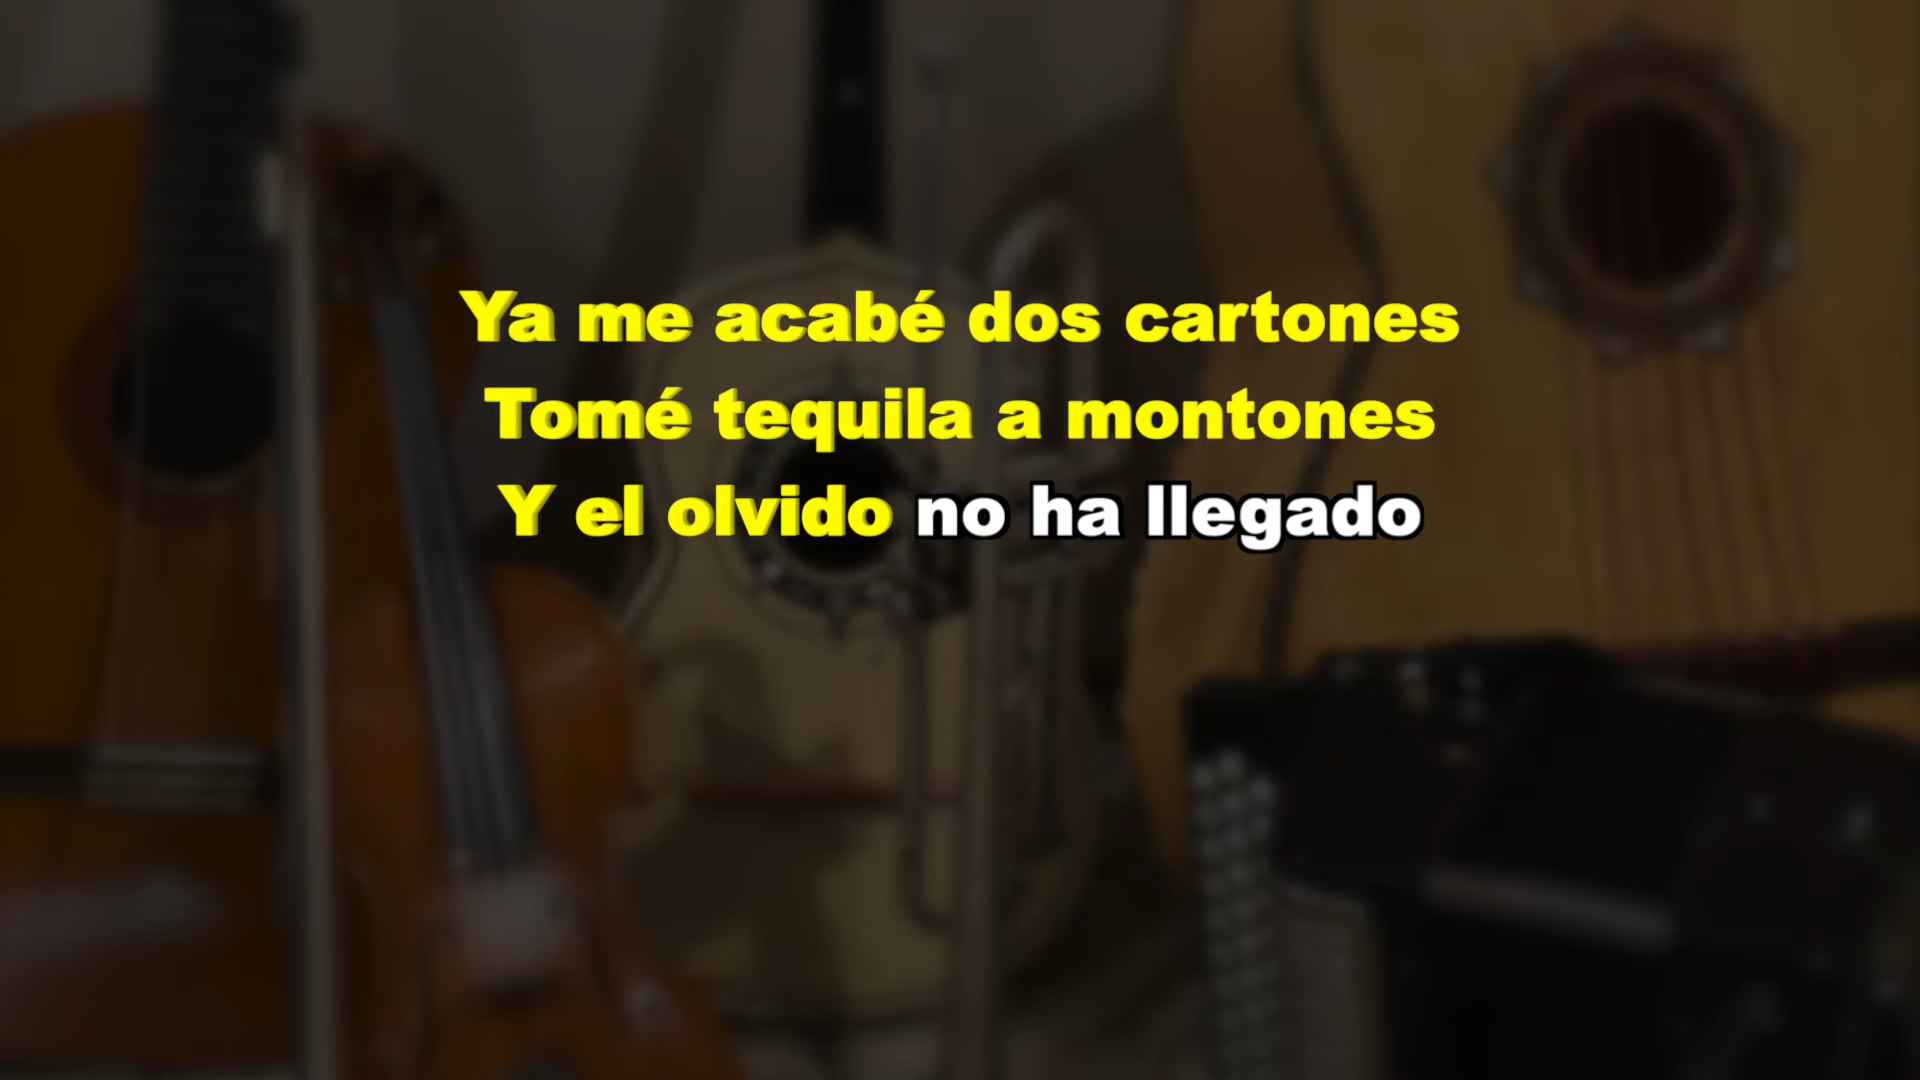 Ya me acabé dos cartones
Tomé tequila a montones
Y el olvido no ha llegado